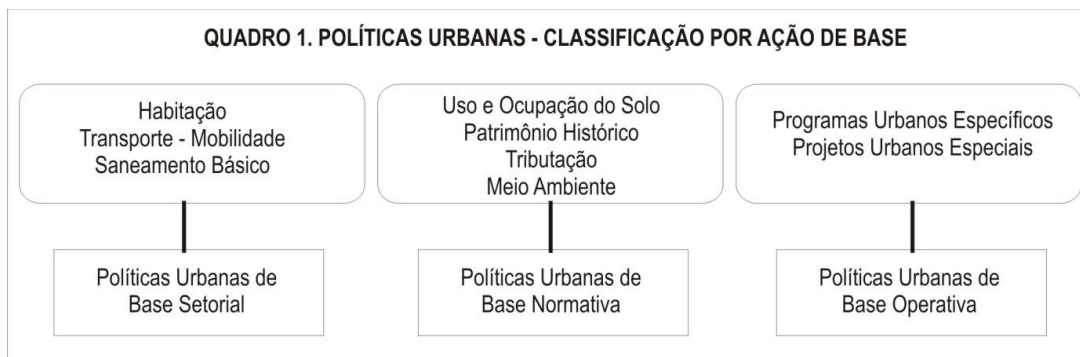 QUADRO 1. POLÍTICAS URBANAS - CLASSIFICAÇÃO POR AÇÃO DE BASE
Habitação
Transporte - Mobilidade
Saneamento Básico
Uso e Ocupação do Solo
Patrimônio Histórico
Tributação
Meio Ambiente
Programas Urbanos Específicos
Projetos Urbanos Especiais
Políticas Urbanas de
Base Setorial
Políticas Urbanas de
Base Normativa
Políticas Urbanas de
Base Operativa